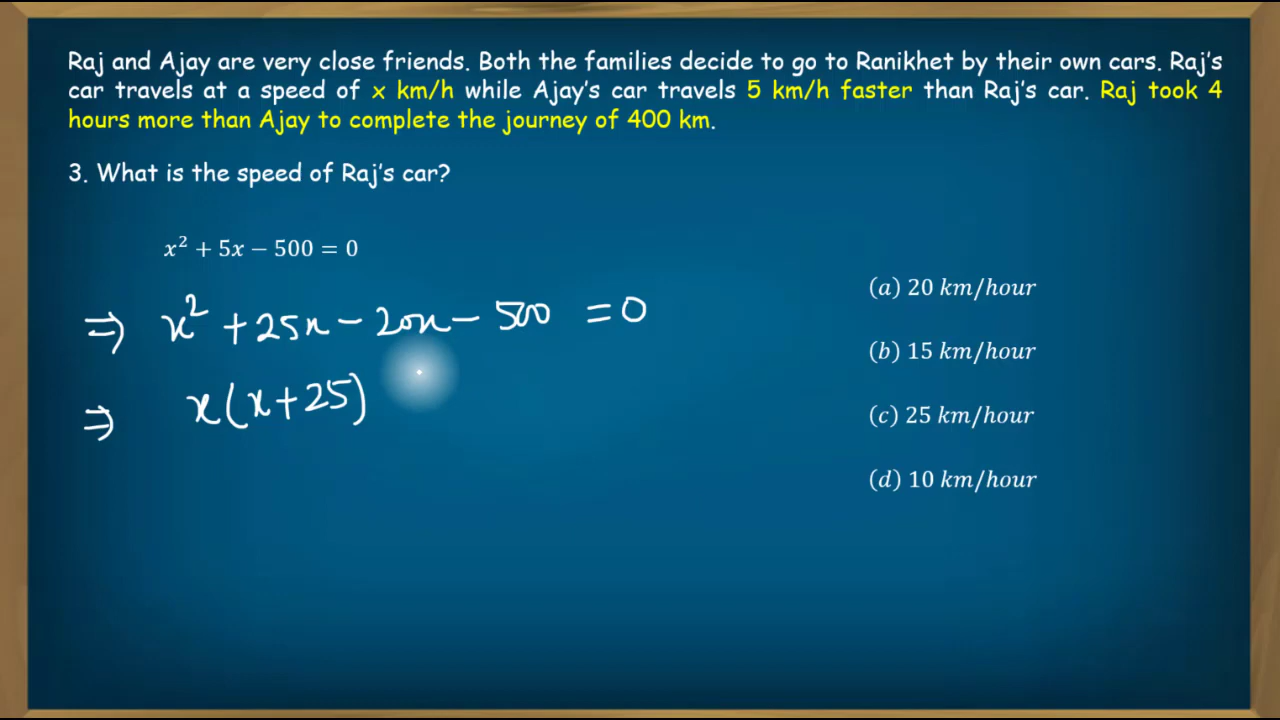 Raj and Ajay are very close friends. Both the families decide to go to Ranikhet by their own cars. Raj's
car travels at a speed of x km/h while Ajay's car travels 5 km/h faster than Raj's car. Raj took 4
hours more than Ajay to complete the journey of 400 km.
3. What is the speed of Raj's car?
x² + 5x − 500 = 0
⇒ x² + 25x − 20x − 500 = 0
⇒ x(x+25)
(a) 20 km/hour
(b) 15 km/hour
(c) 25 km/hour
(d) 10 km/hour